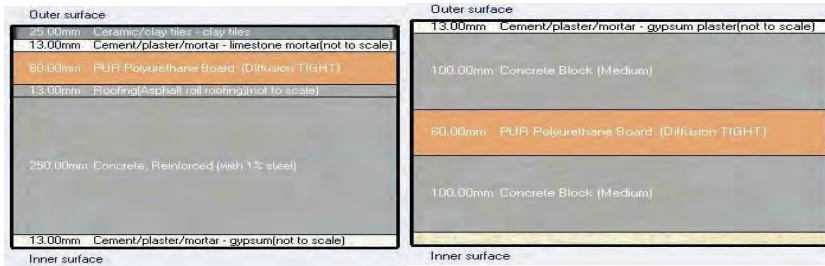 Outer surface
25.00mm Ceramic/clay tiles - clay tiles
13.00mm Cement/plaster/mortar - limestone mortar(not to scale)
60.00mm PUR Polyurethane Board (Diffusion TIGHT)
13.00mm Roofing(Asphalt roll roofing)(not to scale)
250.00mm Concrete, Reinforced (with 1% steel)
13.00mm Cement/plaster/mortar - gypsum(not to scale)
Inner surface
Outer surface
13.00mm Cement/plaster/mortar - gypsum plaster(not to scale)
100.00mm Concrete Block (Medium)
60.00mm PUR Polyurethane Board (Diffusion TIGHT)
100.00mm Concrete Block (Medium)
Inner surface